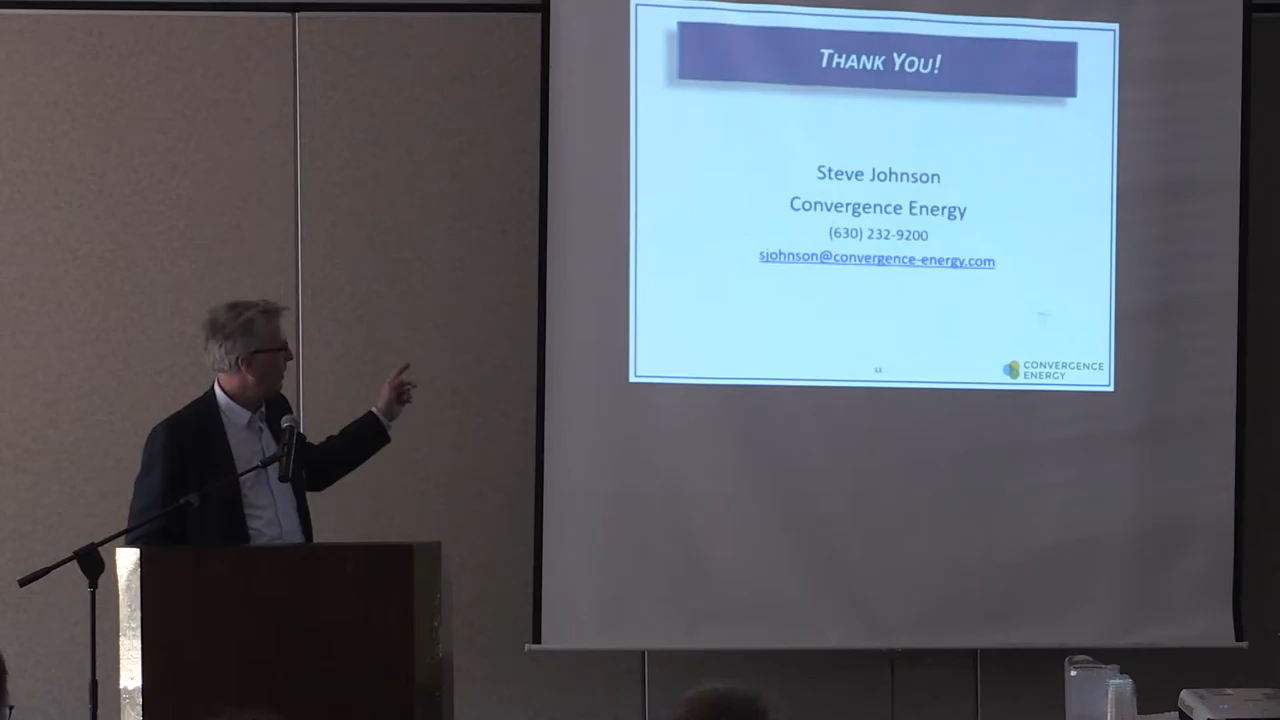 THANK YOU!
Steve Johnson
Convergence Energy
(630) 232-9200
sjohnson@convergence-energy.com
CONVERGENCE
ENERGY